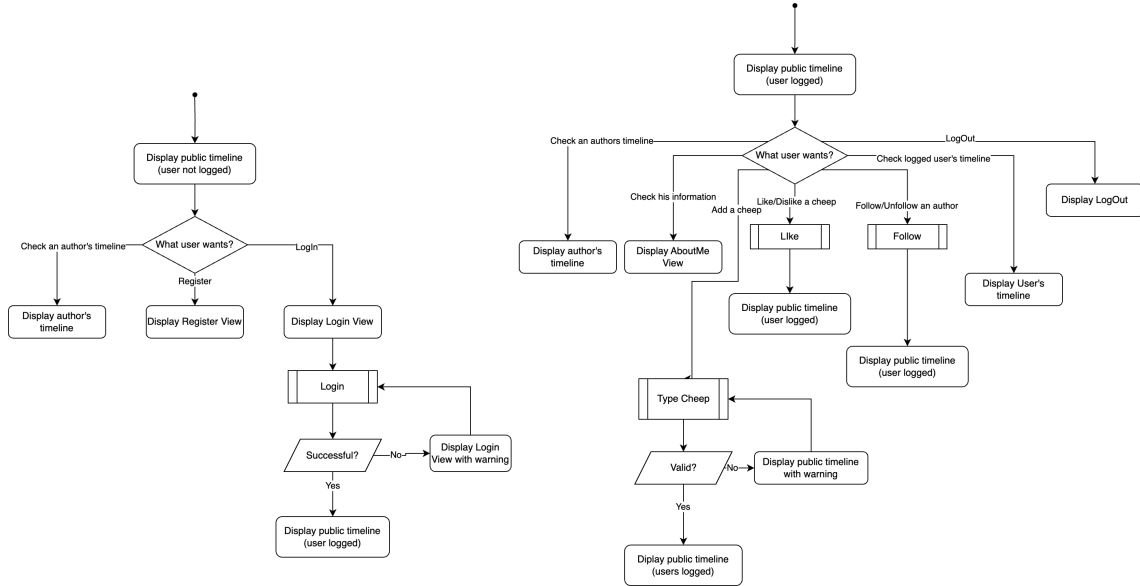 Display public timeline
(user not logged)
What user wants?
Check an author's timeline
LogIn
Register
Display author's
timeline
Display Register View
Display Login View
Login
Successful?
No
Display Login
View with warning
Yes
Display public timeline
(user logged)
Display public timeline
(user logged)
What user wants?
Check an authors timeline
LogOut
Check logged user's timeline
Check his information
Add a cheep
Like/Dislike a cheep
Follow/Unfollow an author
Display LogOut
Display author's
timeline
Display AboutMe
View
LIke
Follow
Display User's
timeline
Display public timeline
(user logged)
Display public timeline
(user logged)
Type Cheep
Valid?
No
Display public timeline
with warning
Yes
Diplay public timeline
(users logged)